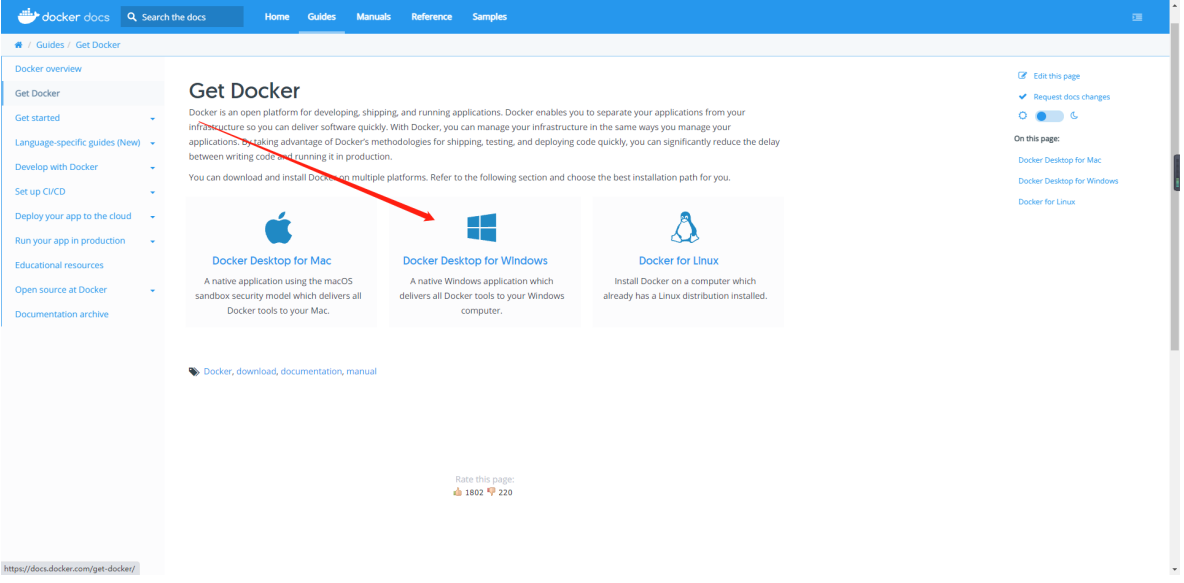 docker docs
Search the docs
Home Guides Manuals Reference Samples
/ Guides / Get Docker
Docker overview
Get Docker
Get started
Language-specific guides (New)
Develop with Docker
Set up CI/CD
Deploy your app to the cloud
Run your app in production
Educational resources
Open source at Docker
Documentation archive
Get Docker
Docker is an open platform for developing, shipping, and running applications. Docker enables you to separate your applications from your
infrastructure so you can deliver software quickly. With Docker, you can manage your infrastructure in the same ways you manage your
applications. By taking advantage of Docker's methodologies for shipping, testing, and deploying code quickly, you can significantly reduce the delay
between writing code and running it in production.
You can download and install Docker on multiple platforms. Refer to the following section and choose the best installation path for you.
Docker Desktop for Mac
A native application using the macOS
sandbox security model which delivers all
Docker tools to your Mac.
Docker Desktop for Windows
A native Windows application which
delivers all Docker tools to your Windows
computer.
Docker for Linux
Install Docker on a computer which
already has a Linux distribution installed.
Docker, download, documentation, manual
Rate this page:
1802 220
Edit this page
Request docs changes
On this page:
Docker Desktop for Mac
Docker Desktop for Windows
Docker for Linux
https://docs.docker.com/get-docker/